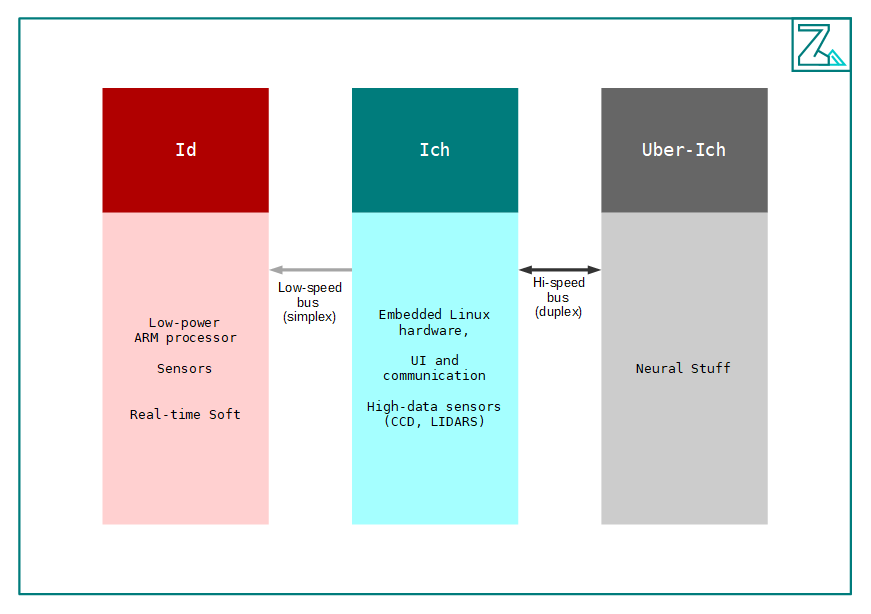 Id
Ich
Uber-Ich
Low-speed
bus
(simplex)
Hi-speed
bus
(duplex)
Low-power
ARM processor
Sensors
Real-time Soft
Embedded Linux
hardware,
UI and
communication
High-data sensors
(CCD, LIDARS)
Neural Stuff